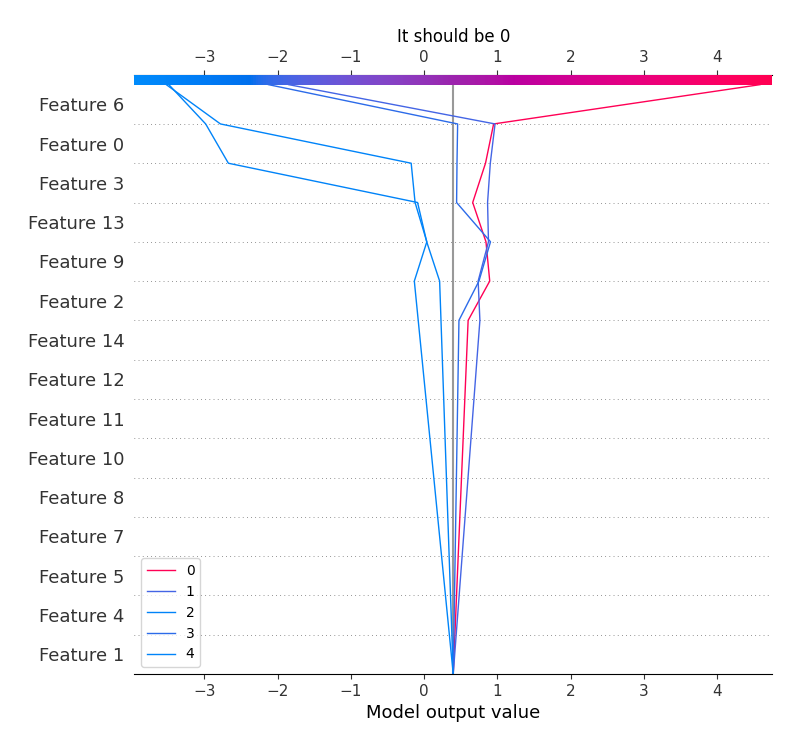 It should be 0
−3 −2 −1 0 1 2 3 4
Feature 6
Feature 0
Feature 3
Feature 13
Feature 9
Feature 2
Feature 14
Feature 12
Feature 11
Feature 10
Feature 8
Feature 7
Feature 5
Feature 4
Feature 1
0
1
2
3
4
−3 −2 −1 0 1 2 3 4
Model output value